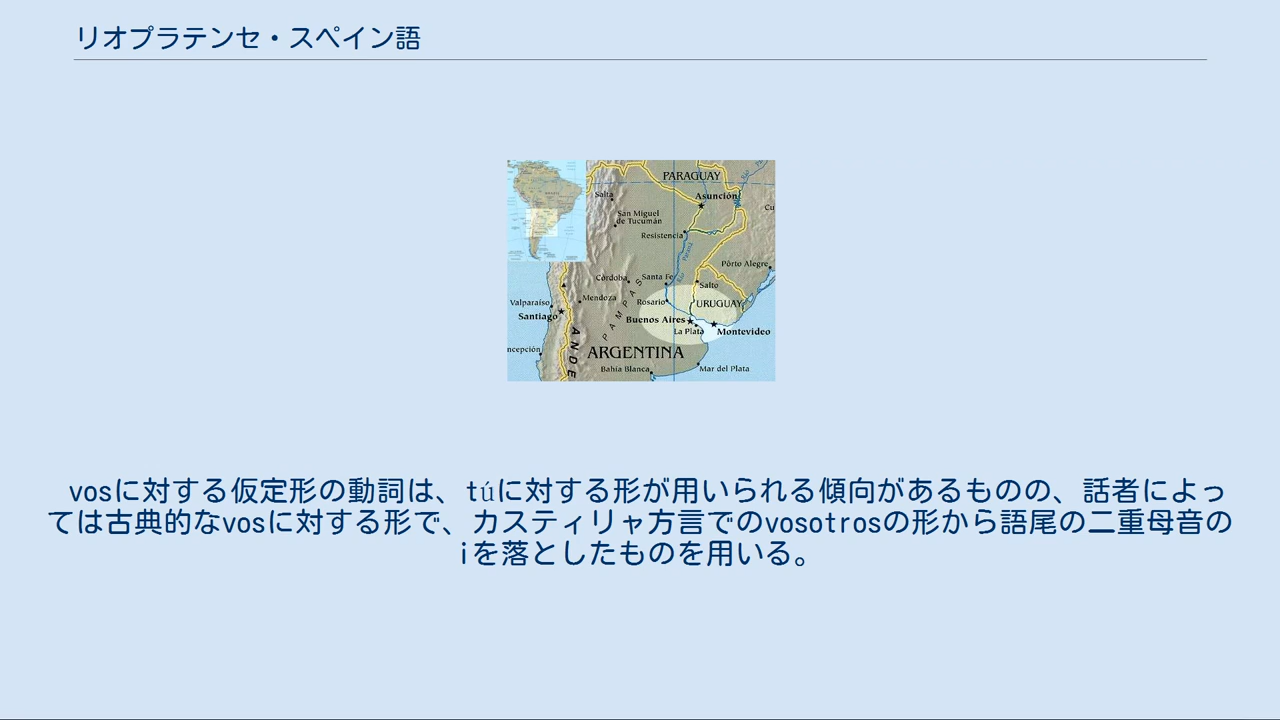 リオプラテンセ・スペイン語
PARAGUAY
Asunción
Salta
San Miguel
de Tucumán
Resistencia
Pôrto Alegre
Córdoba
Santa Fe
Salto
Valparaíso
Mendoza
Rosario
URUGUAY
Santiago
PAMPAS
Buenos Aires
La Plata
Montevideo
ncepción
ANDE
ARGENTINA
Bahía Blanca
Mar del Plata
vosに対する仮定形の動詞は、túに対する形が用いられる傾向があるものの、話者によっ
ては古典的なvosに対する形で、カスティリャ方言でのvosotrosの形から語尾の二重母音の
iを落としたものを用いる。